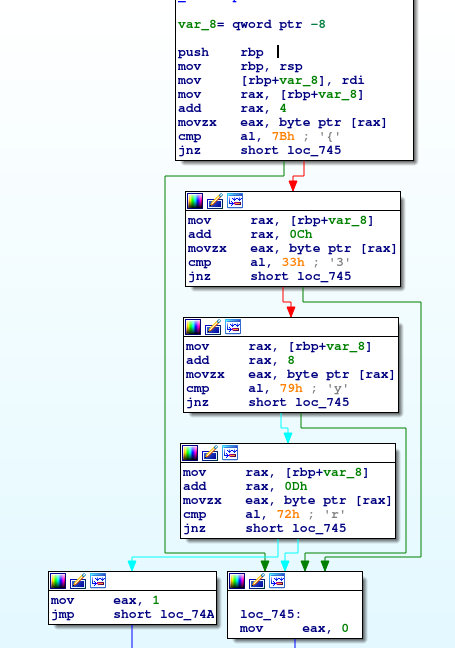 var_8= qword ptr -8
push rbp
mov rbp, rsp
mov [rbp+var_8], rdi
mov rax, [rbp+var_8]
add rax, 4
movzx eax, byte ptr [rax]
cmp al, 7Bh ; '{'
jnz short loc_745
mov rax, [rbp+var_8]
add rax, 0Ch
movzx eax, byte ptr [rax]
cmp al, 33h ; '3'
jnz short loc_745
mov rax, [rbp+var_8]
add rax, 8
movzx eax, byte ptr [rax]
cmp al, 79h ; 'y'
jnz short loc_745
mov rax, [rbp+var_8]
add rax, 0Dh
movzx eax, byte ptr [rax]
cmp al, 72h ; 'r'
jnz short loc_745
mov eax, 1
jmp short loc_74A
loc_745:
mov eax, 0